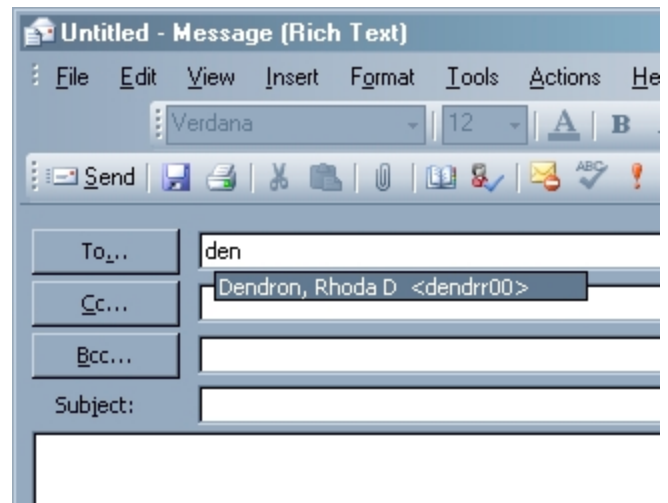 Untitled - Message (Rich Text)
File Edit View Insert Format Tools Actions He
Verdana 12 A B
Send ABC
To... den
Dendron, Rhoda D <dendrr00>
Cc...
Bcc...
Subject: